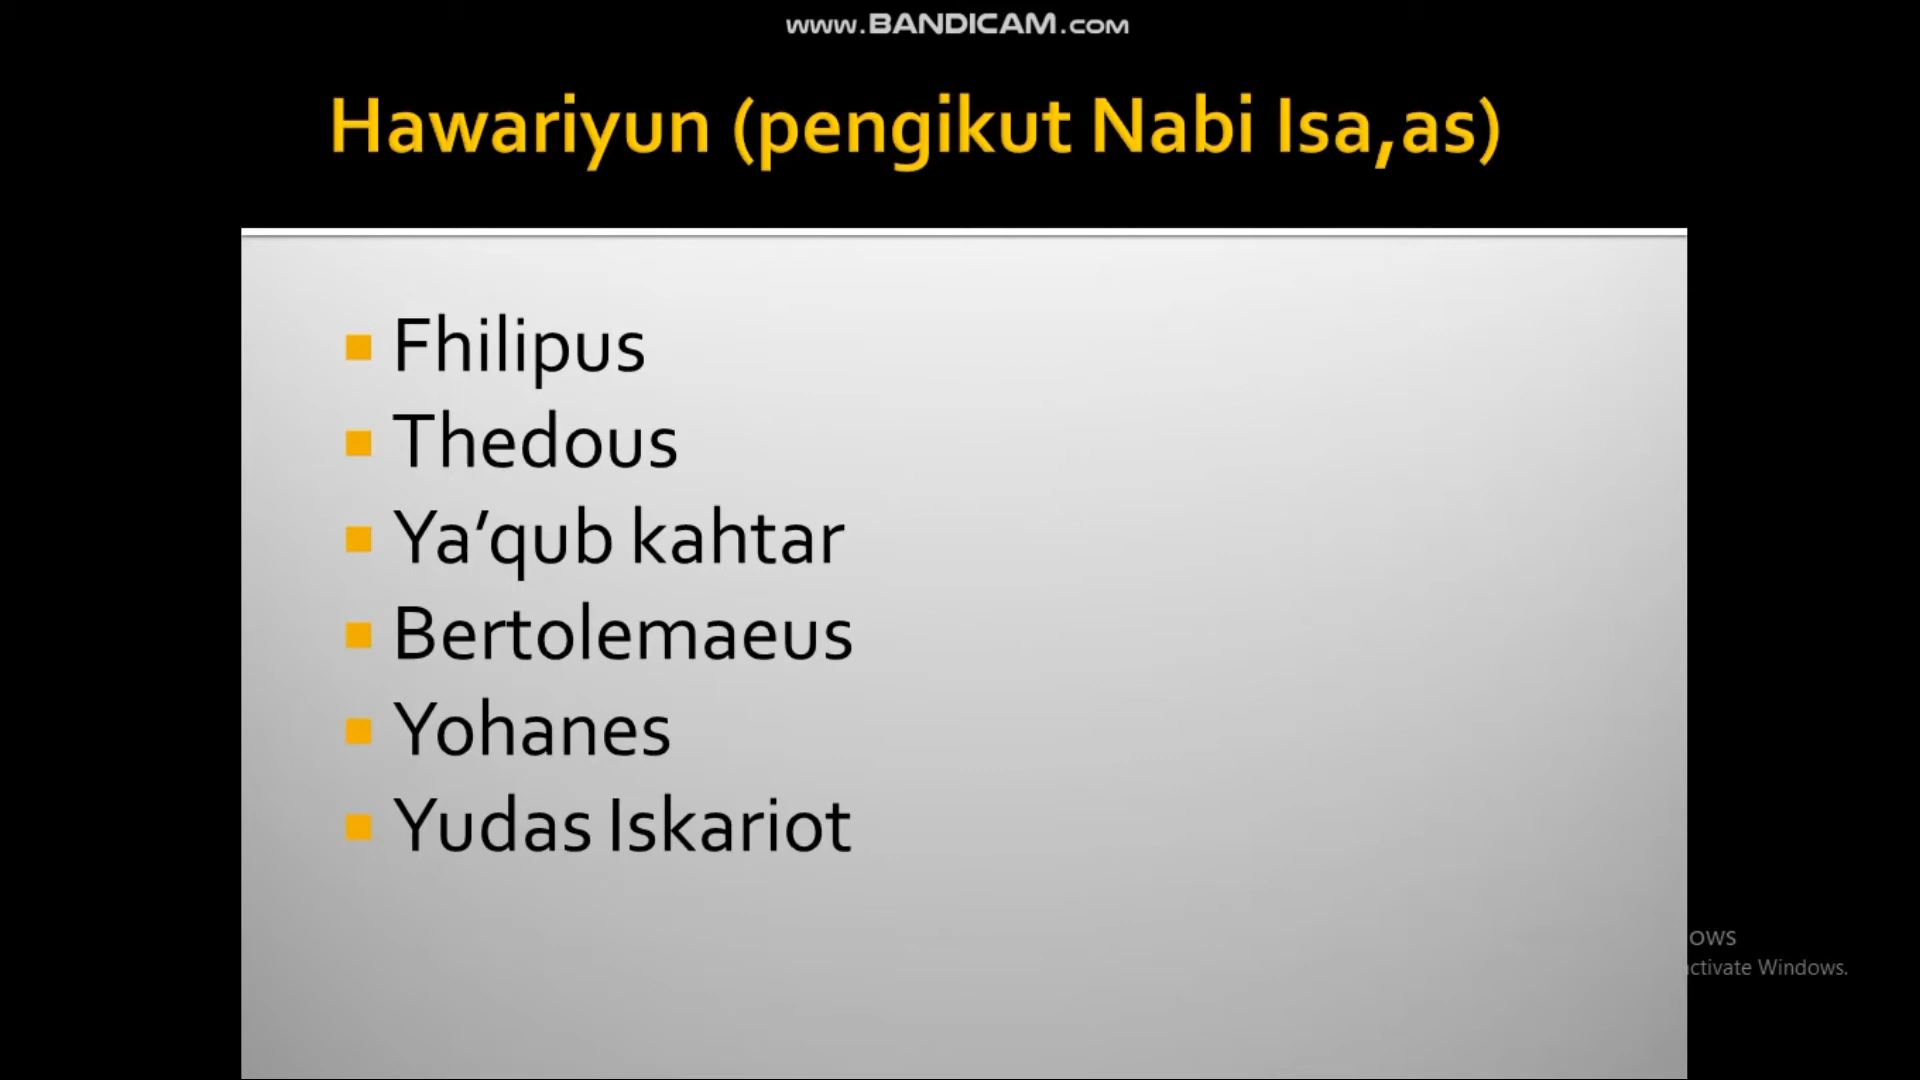 www.BANDICAM.com
Hawariyun (pengikut Nabi Isa,as)
Fhilipus
Thedous
Ya’qub kahtar
Bertolemaeus
Yohanes
Yudas Iskariot
ows
ctivate Windows.